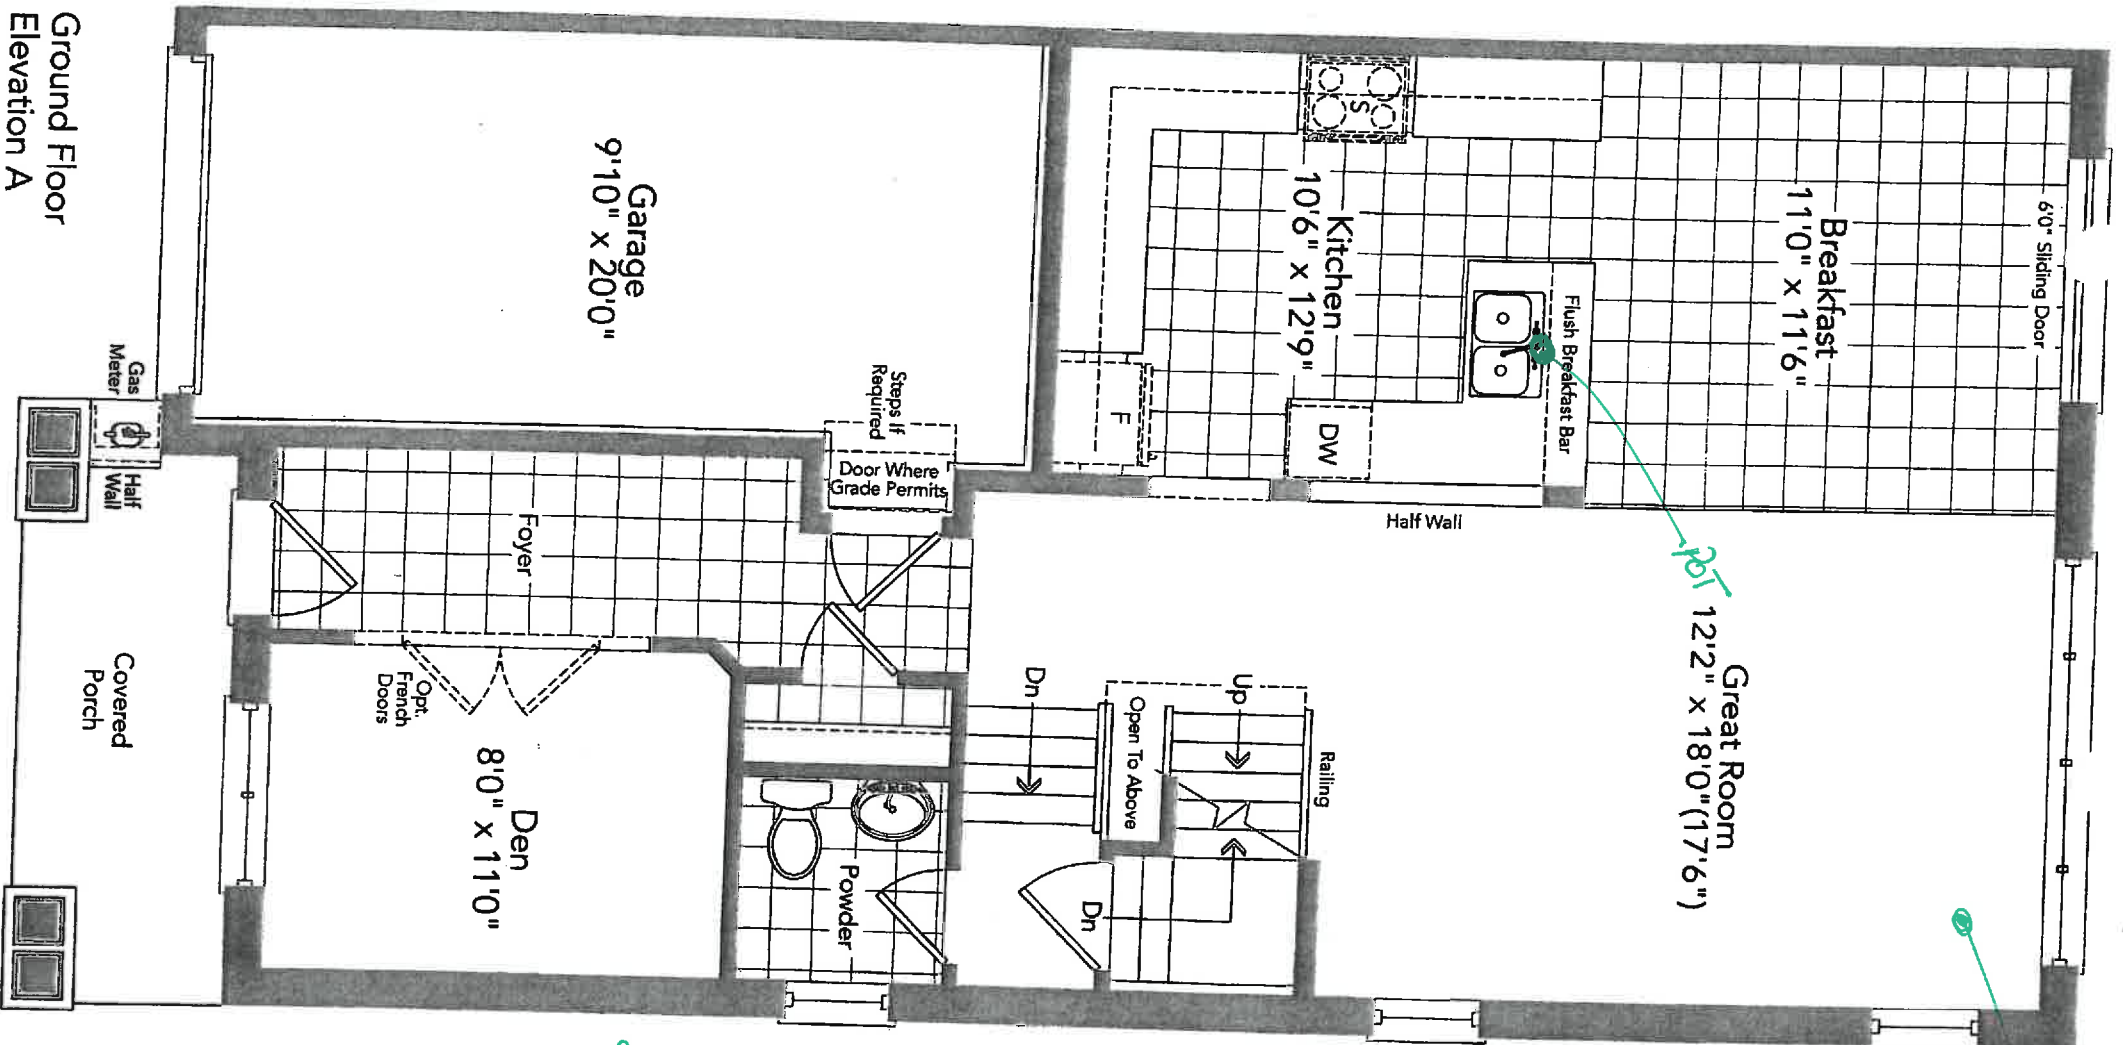 Ground Floor
Elevation A
Breakfast
11'0" x 11'6"
6'0" Sliding Door
Kitchen
10'6" x 12'9"
S
Flush Breakfast Bar
DW
F
Half Wall
Garage
9'10" x 20'0"
Steps If
Required
Door Where
Grade Permits
Gas
Meter
Half
Wall
Foyer
POT
Great Room
12'2" x 18'0"(17'6")
Dn
Up
Open To Above
Railing
Dn
Opt.
French
Doors
Den
8'0" x 11'0"
Powder
Covered
Porch